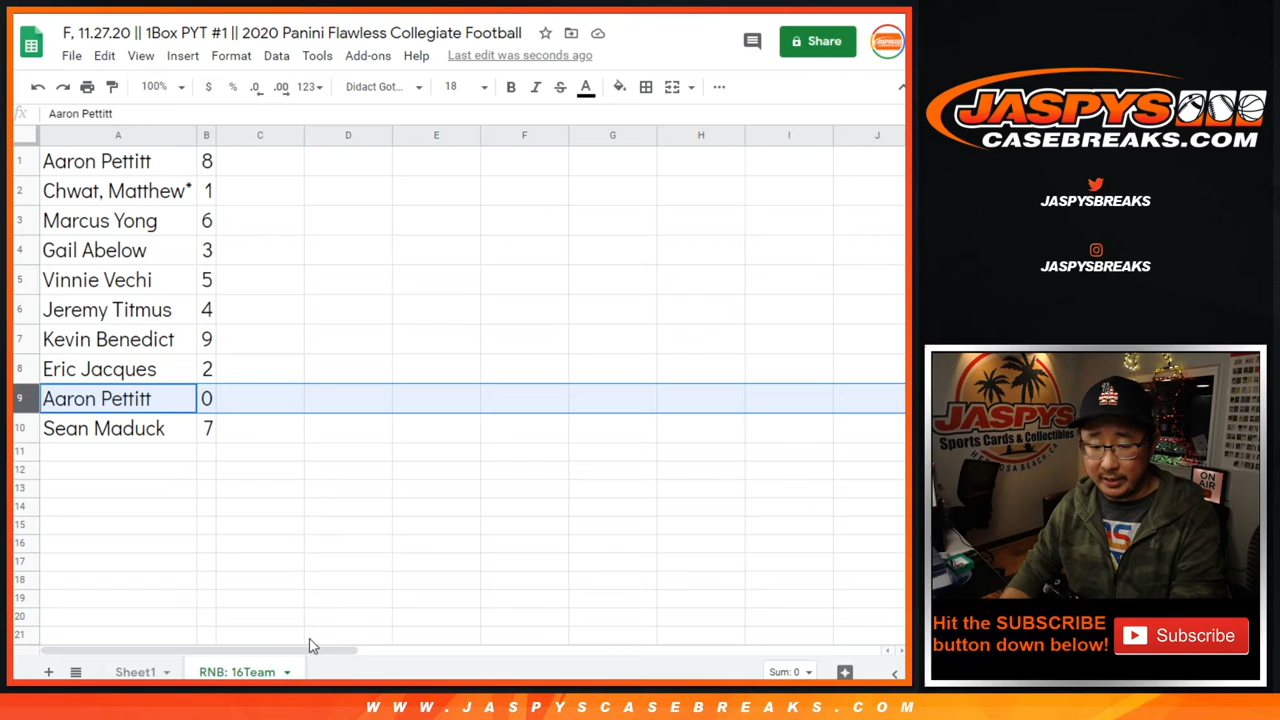 F, 11.27.20 || 1Box PYT #1 || 2020 Panini Flawless Collegiate Football
File Edit View Insert Format Data Tools Add-ons Help Last edit was seconds ago
Share
100% $ % .0 .00 123 Didact Got... 18 B I S A
fx Aaron Pettitt
A B C D E F G H I J
1 Aaron Pettitt 8
2 Chwat, Matthew* 1
3 Marcus Yong 6
4 Gail Abelow 3
5 Vinnie Vechi 5
6 Jeremy Titmus 4
7 Kevin Benedict 9
8 Eric Jacques 2
9 Aaron Pettitt 0
10 Sean Maduck 7
11
12
13
14
15
16
17
18
19
20
21
Sheet1 RNB: 16Team Sum: 0
JASPYS
CASEBREAKS.COM
JASPYSBREAKS
JASPYSBREAKS
JASPYS
Sports Cards & Collectibles
HERMOSA BEACH, CA
ON AIR
Hit the SUBSCRIBE
button down below!
Subscribe
WWW.JASPYSCASEBREAKS.COM